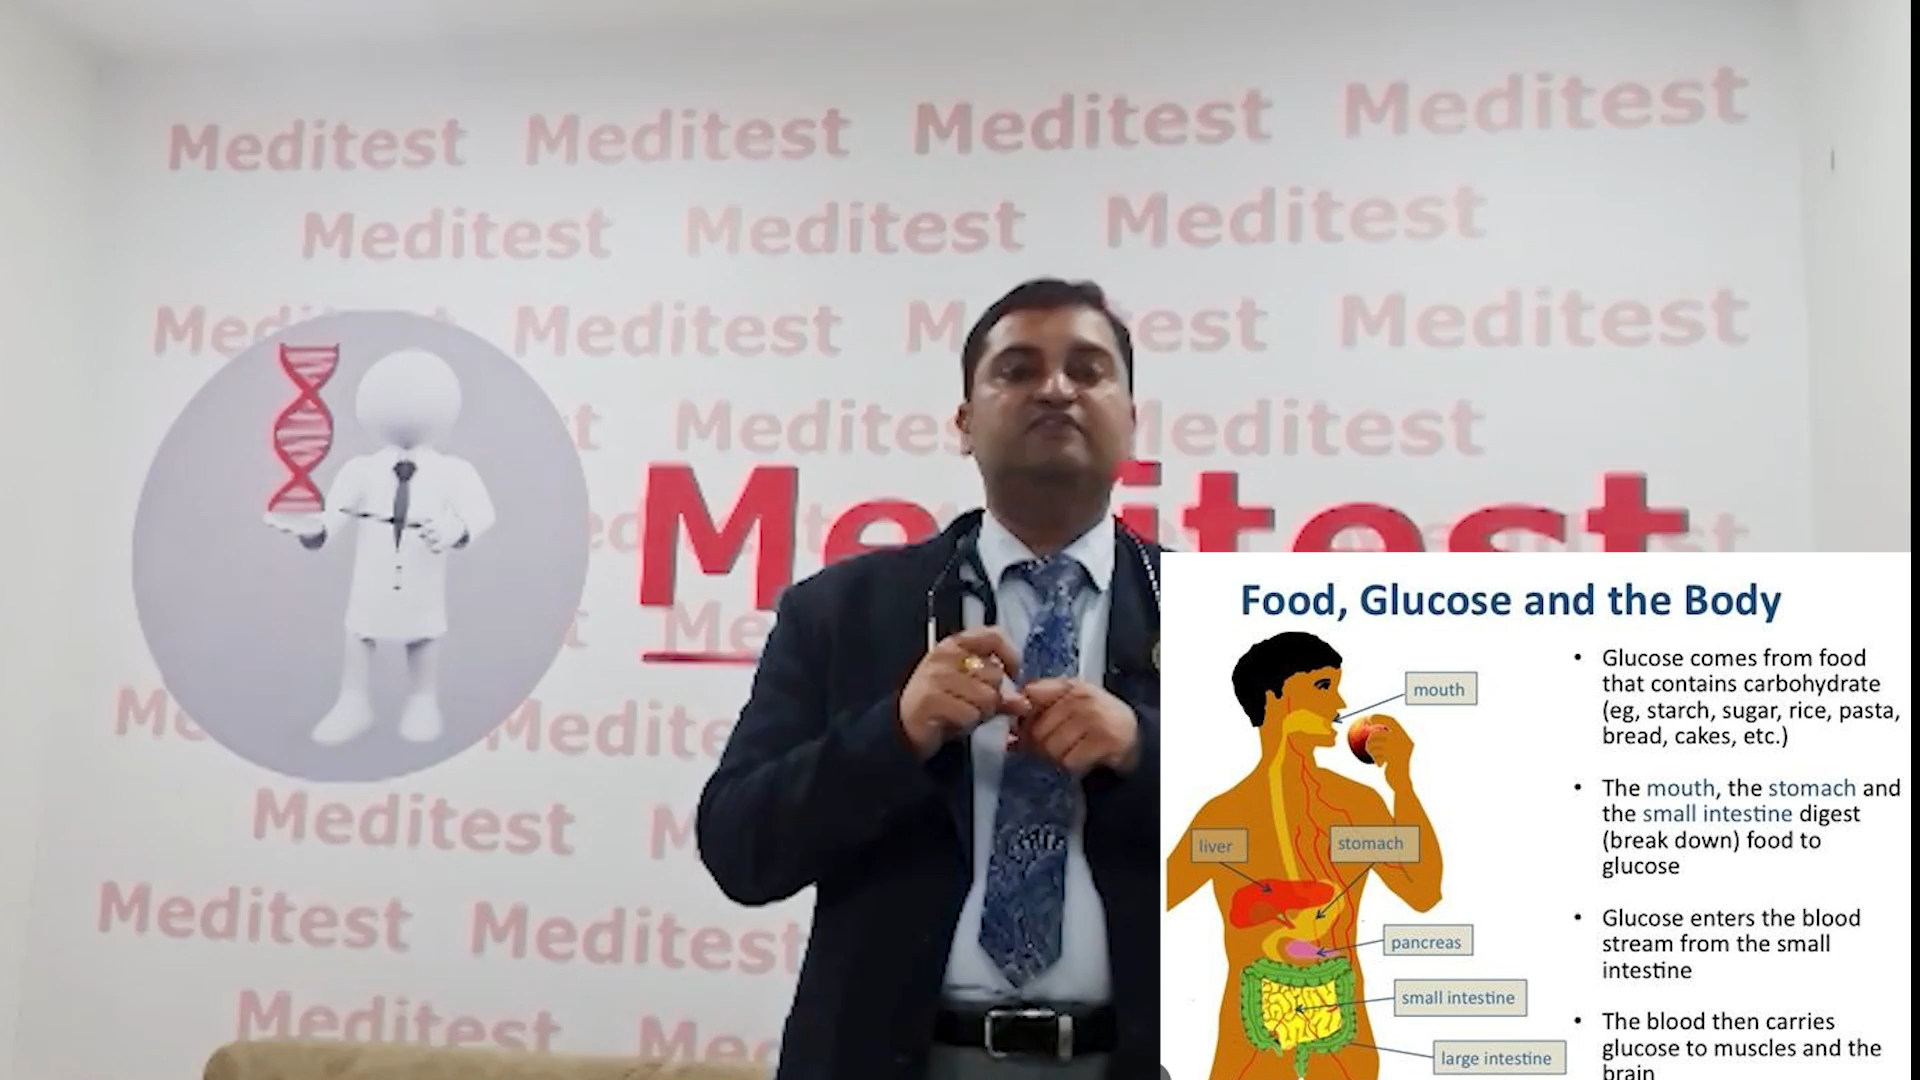 Meditest Meditest Meditest Meditest
Meditest Meditest Meditest
Meditest Meditest
Meditest
Meditest
Meditest
Meditest Meditest
Meditest
Food, Glucose and the Body
mouth
liver
stomach
pancreas
small intestine
large intestine
• Glucose comes from food
that contains carbohydrate
(eg, starch, sugar, rice, pasta,
bread, cakes, etc.)
• The mouth, the stomach and
the small intestine digest
(break down) food to
glucose
• Glucose enters the blood
stream from the small
intestine
• The blood then carries
glucose to muscles and the
brain